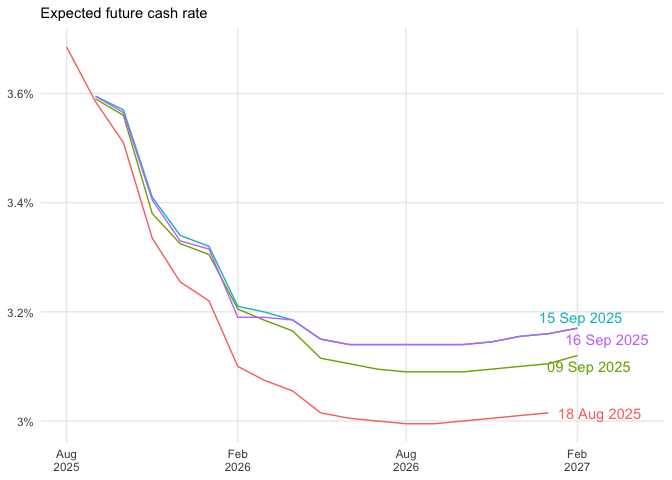 Expected future cash rate
3.6%
3.4%
3.2%
3%
15 Sep 2025
16 Sep 2025
09 Sep 2025
18 Aug 2025
Aug
2025
Feb
2026
Aug
2026
Feb
2027